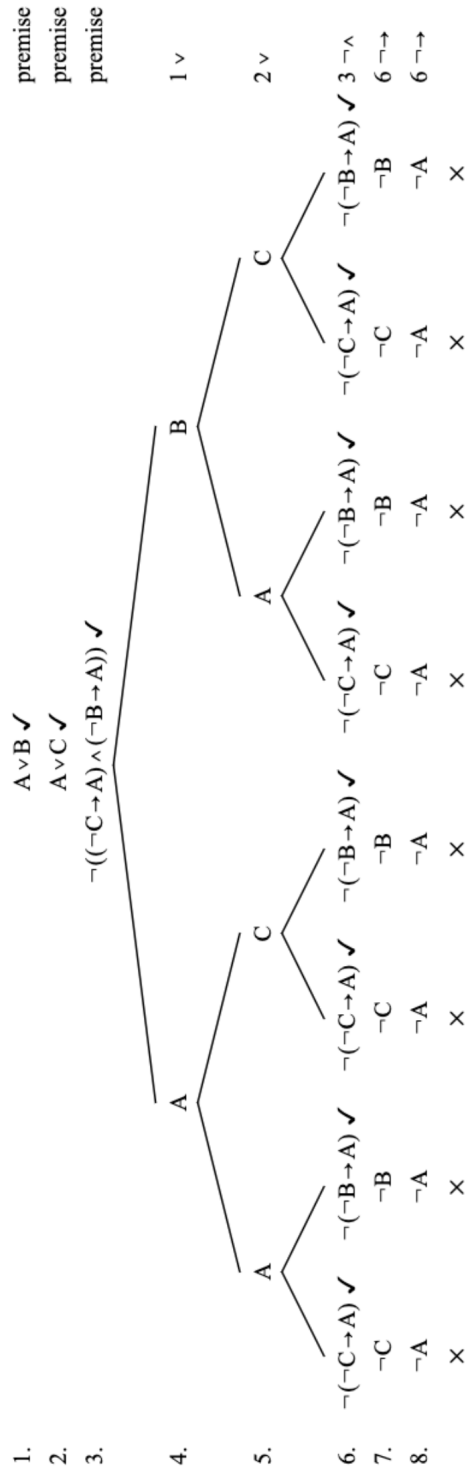 1. A∨B ✓ premise
2. A∨C ✓ premise
3. ¬((¬C→A)∧(¬B→A)) ✓ premise
4. A B 1 ∨
5. A C A C 2 ∨
6. ¬(¬C→A) ✓ ¬(¬B→A) ✓ ¬(¬C→A) ✓ ¬(¬B→A) ✓ ¬(¬C→A) ✓ ¬(¬B→A) ✓ ¬(¬C→A) ✓ ¬(¬B→A) ✓ 3 ¬∧
7. ¬C ¬B ¬C ¬B ¬C ¬B ¬C ¬B 6 ¬→
8. ¬A ¬A ¬A ¬A ¬A ¬A ¬A ¬A 6 ¬→
× × × × × × × ×